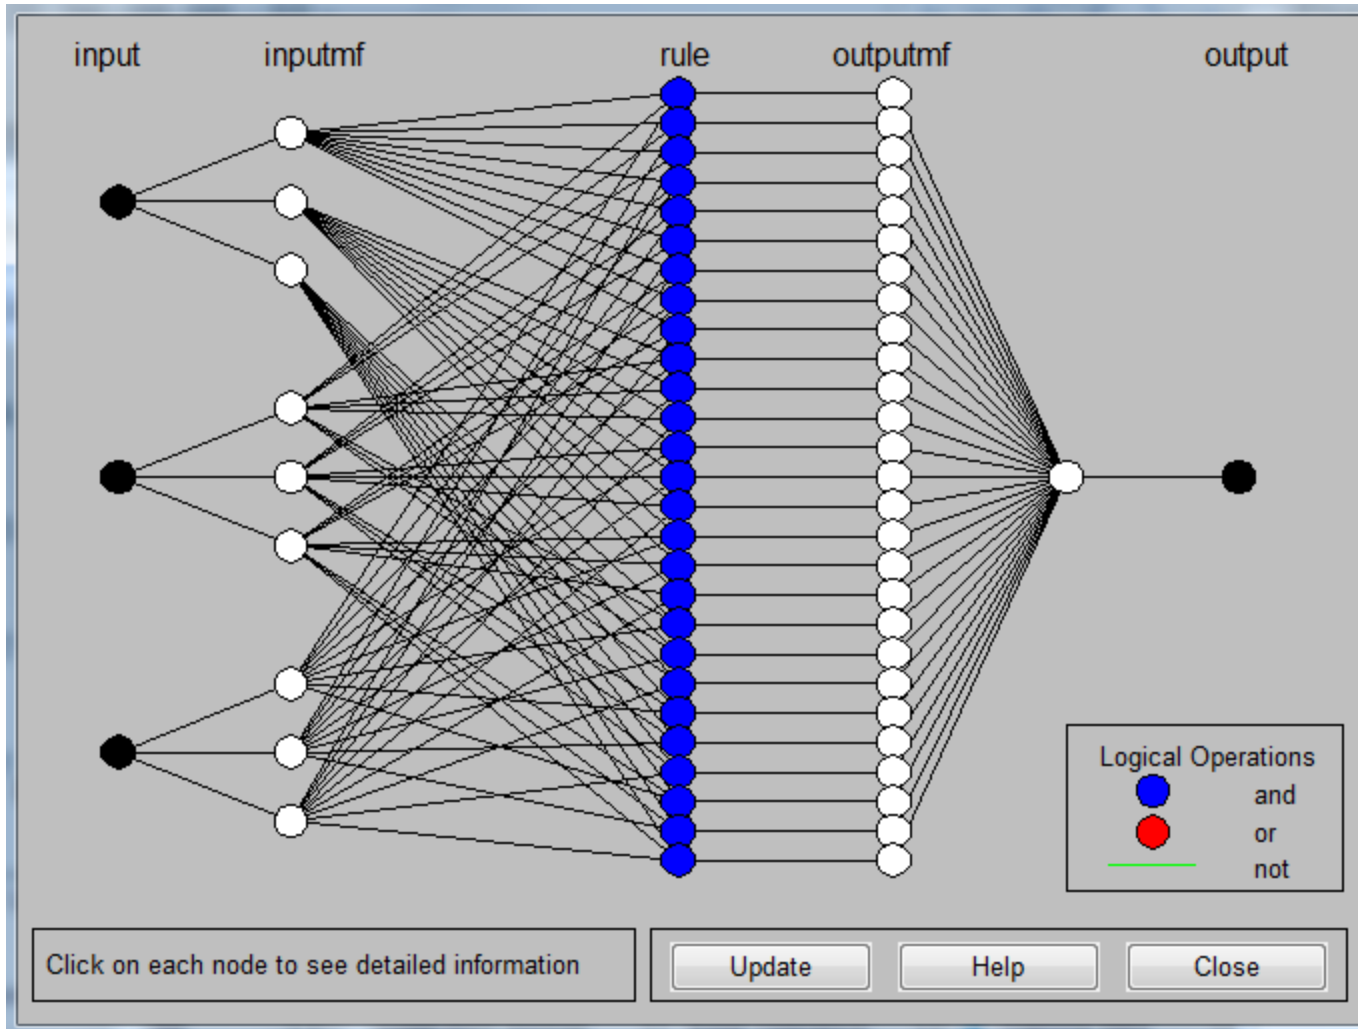 input inputmf rule outputmf output
Logical Operations
and
or
not
Click on each node to see detailed information
Update Help Close